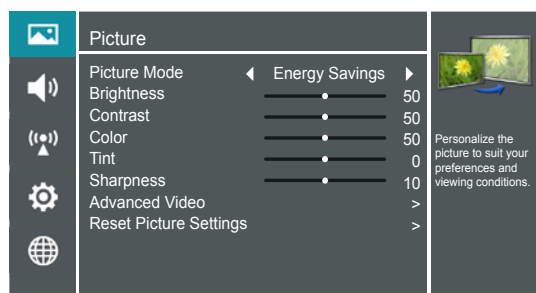 Picture
Picture Mode Energy Savings
Brightness 50
Contrast 50
Color 50
Tint 0
Sharpness 10
Advanced Video >
Reset Picture Settings >
Personalize the
picture to suit your
preferences and
viewing conditions.